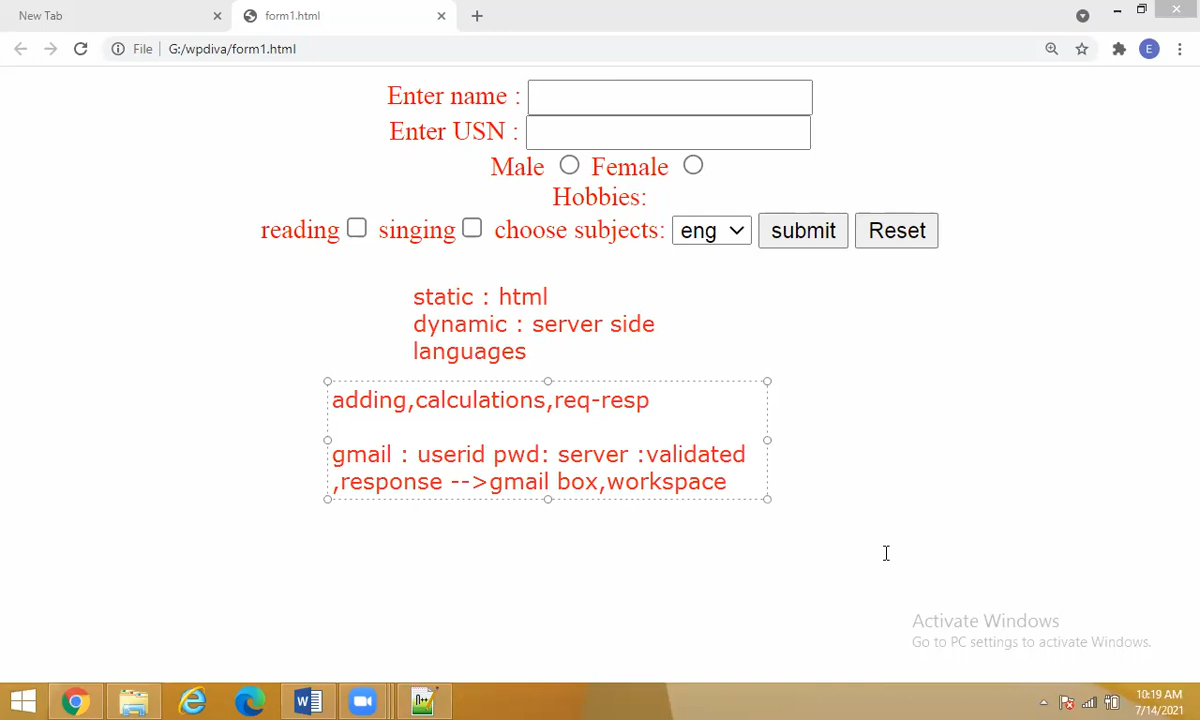 New Tab
form1.html
File
G:/wpdiva/form1.html
E
Enter name :
Enter USN :
Male Female
Hobbies:
reading singing choose subjects: eng submit Reset
static : html
dynamic : server side
languages
adding,calculations,req-resp
gmail : userid pwd: server :validated
,response -->gmail box,workspace
Activate Windows
Go to PC settings to activate Windows.
10:19 AM
7/14/2021